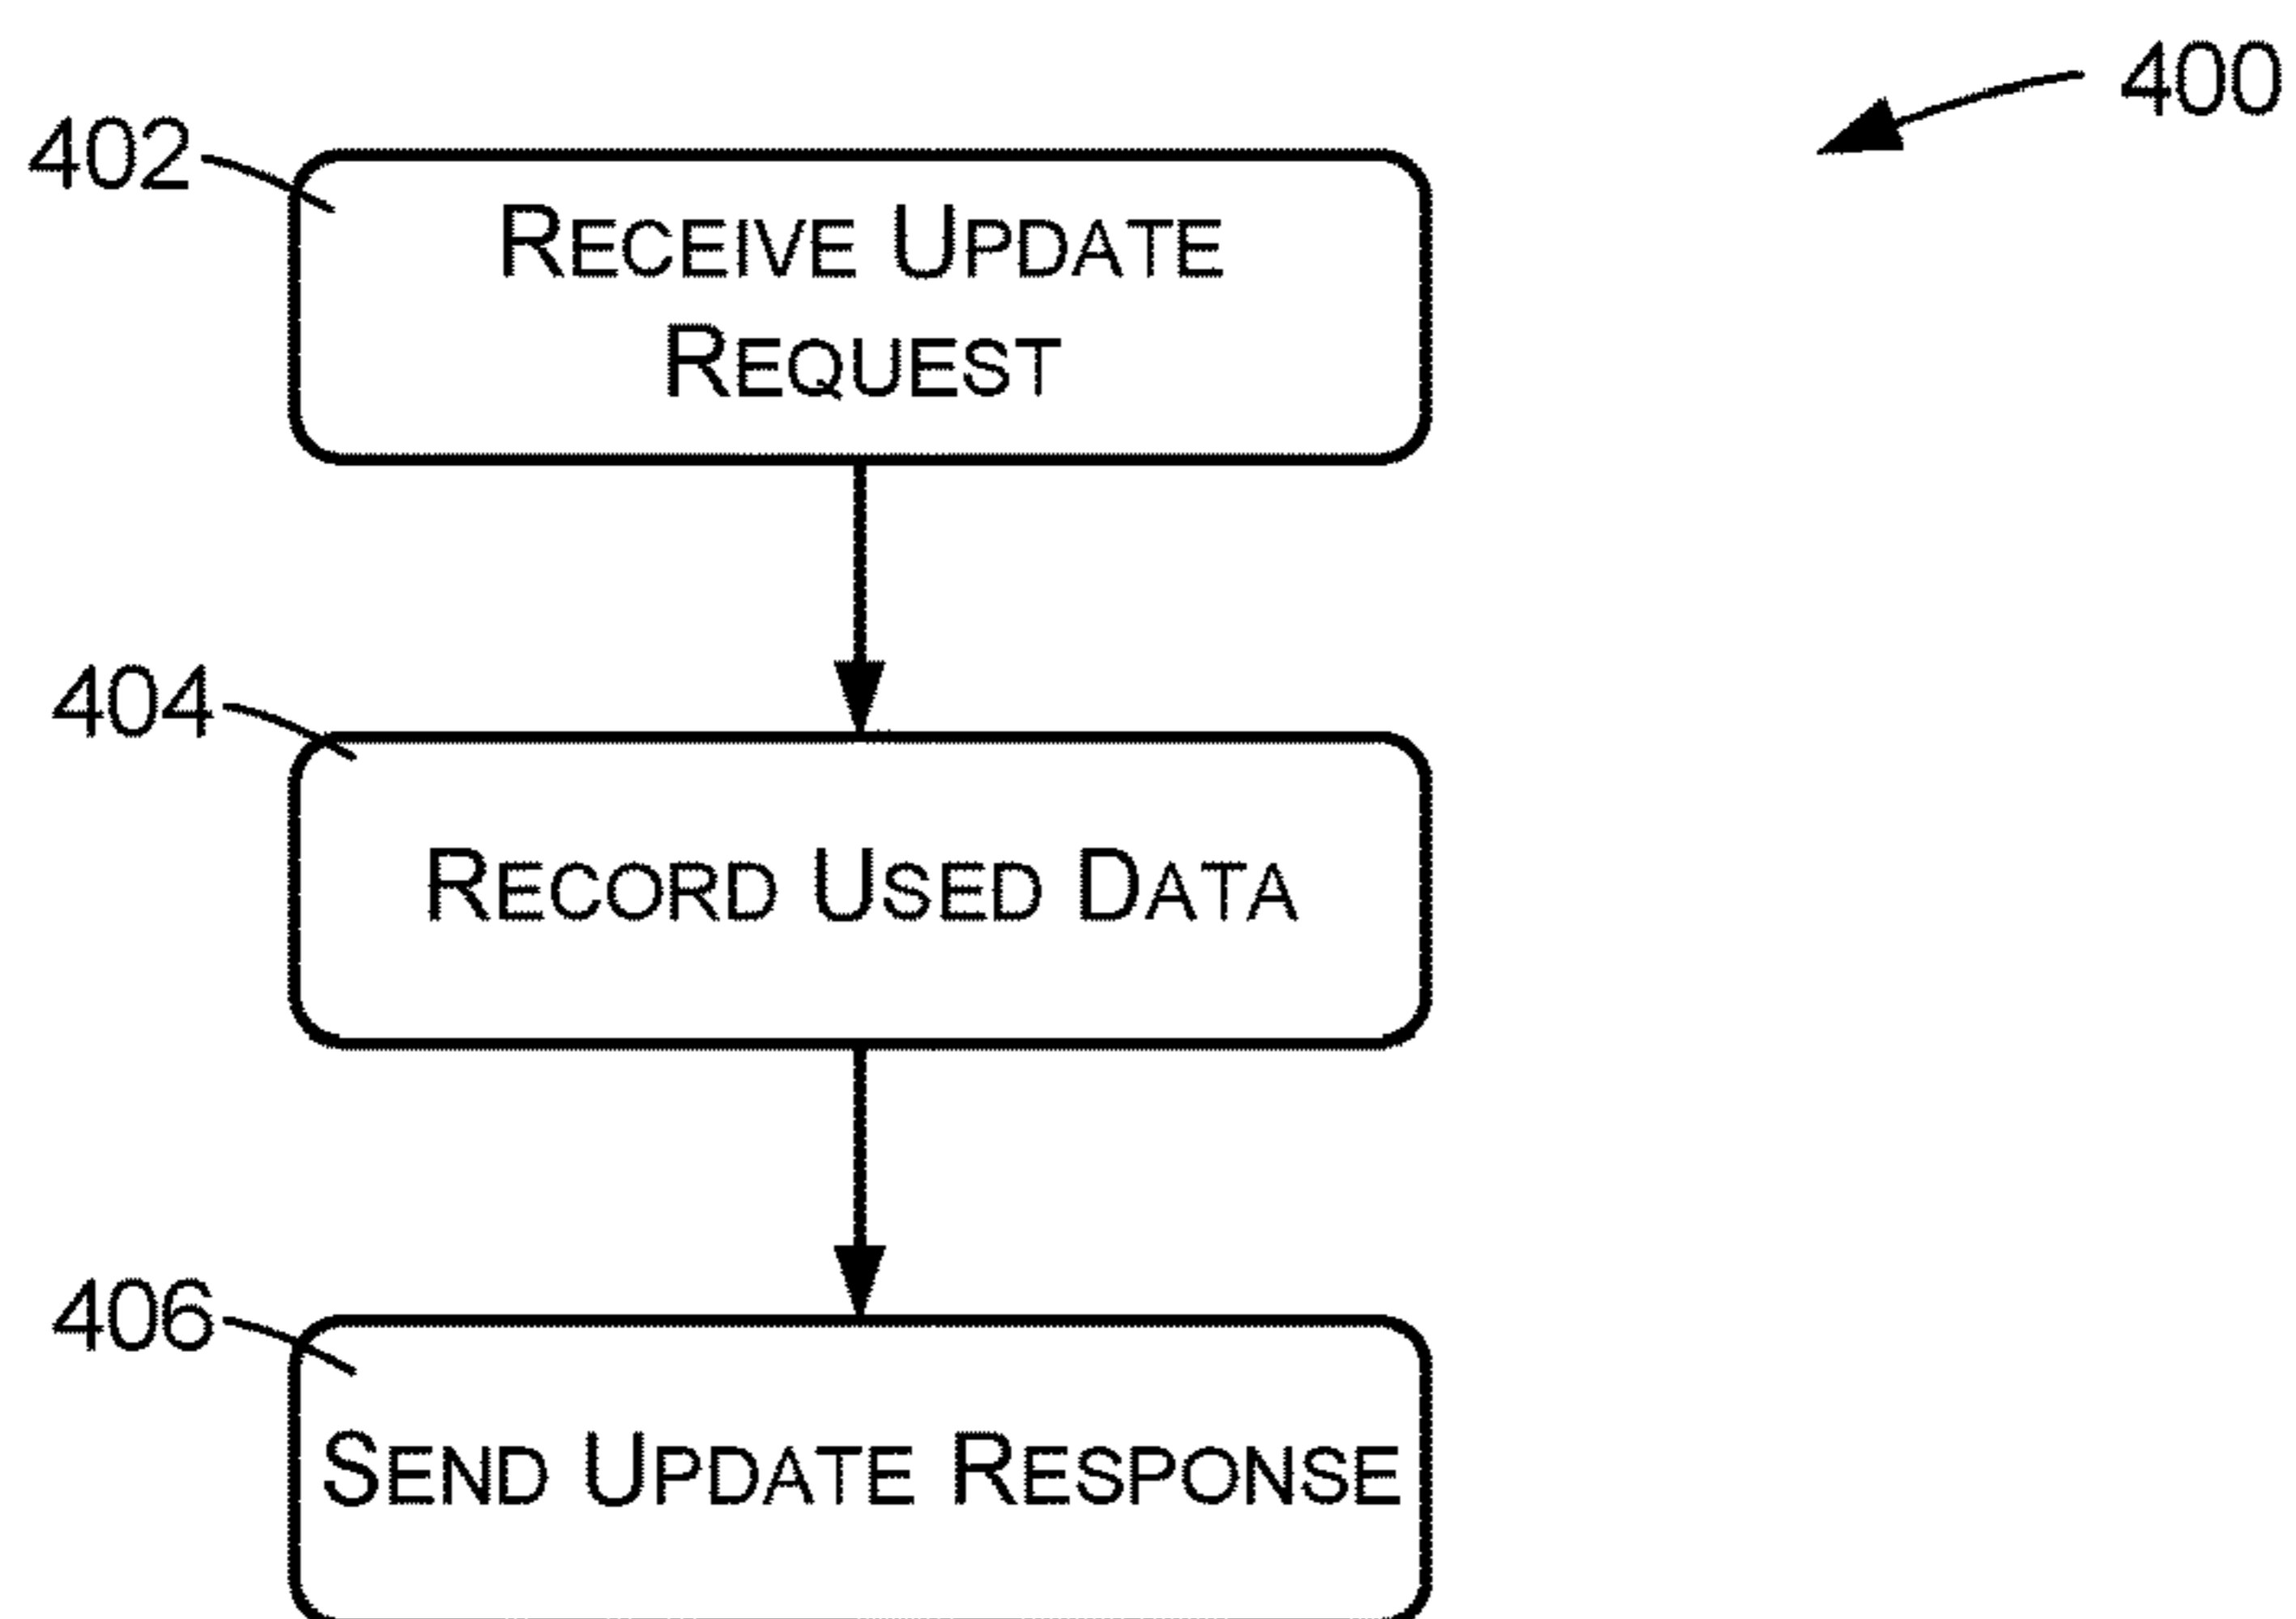 400
402
RECEIVE UPDATE
REQUEST
404
RECORD USED DATA
406
SEND UPDATE RESPONSE